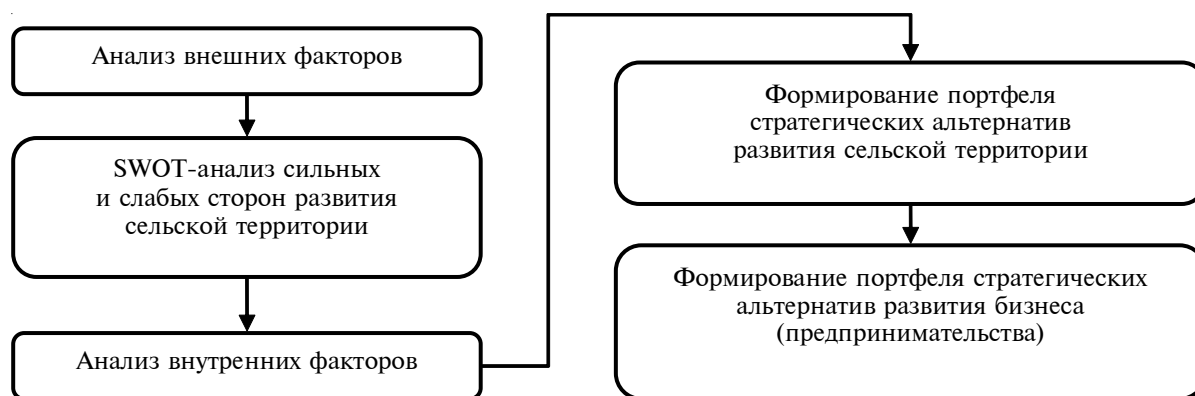 Анализ внешних факторов
SWOT-анализ сильных
и слабых сторон развития
сельской территории
Анализ внутренних факторов
Формирование портфеля
стратегических альтернатив
развития сельской территории
Формирование портфеля стратегических
альтернатив развития бизнеса
(предпринимательства)